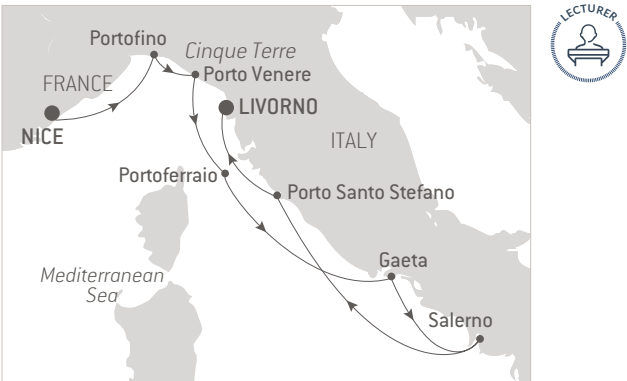 LECTURER
Portofino
Cinque Terre
FRANCE
Porto Venere
LIVORNO
NICE
ITALY
Portoferraio
Porto Santo Stefano
Gaeta
Mediterranean
Sea
Salerno